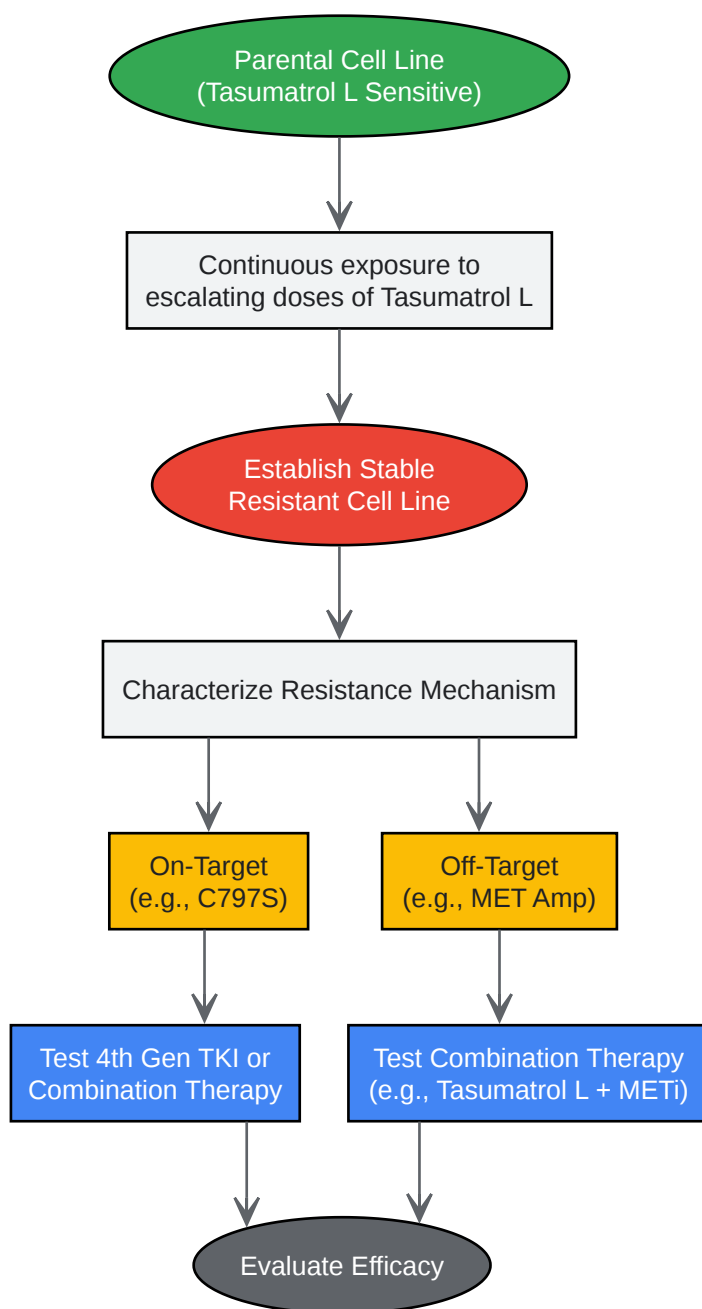 Parental Cell Line
(Tasumatrol L Sensitive)
Continuous exposure to
escalating doses of Tasumatrol L
Establish Stable
Resistant Cell Line
Characterize Resistance Mechanism
On-Target
(e.g., C797S)
Off-Target
(e.g., MET Amp)
Test 4th Gen TKI or
Combination Therapy
Test Combination Therapy
(e.g., Tasumatrol L + METi)
Evaluate Efficacy